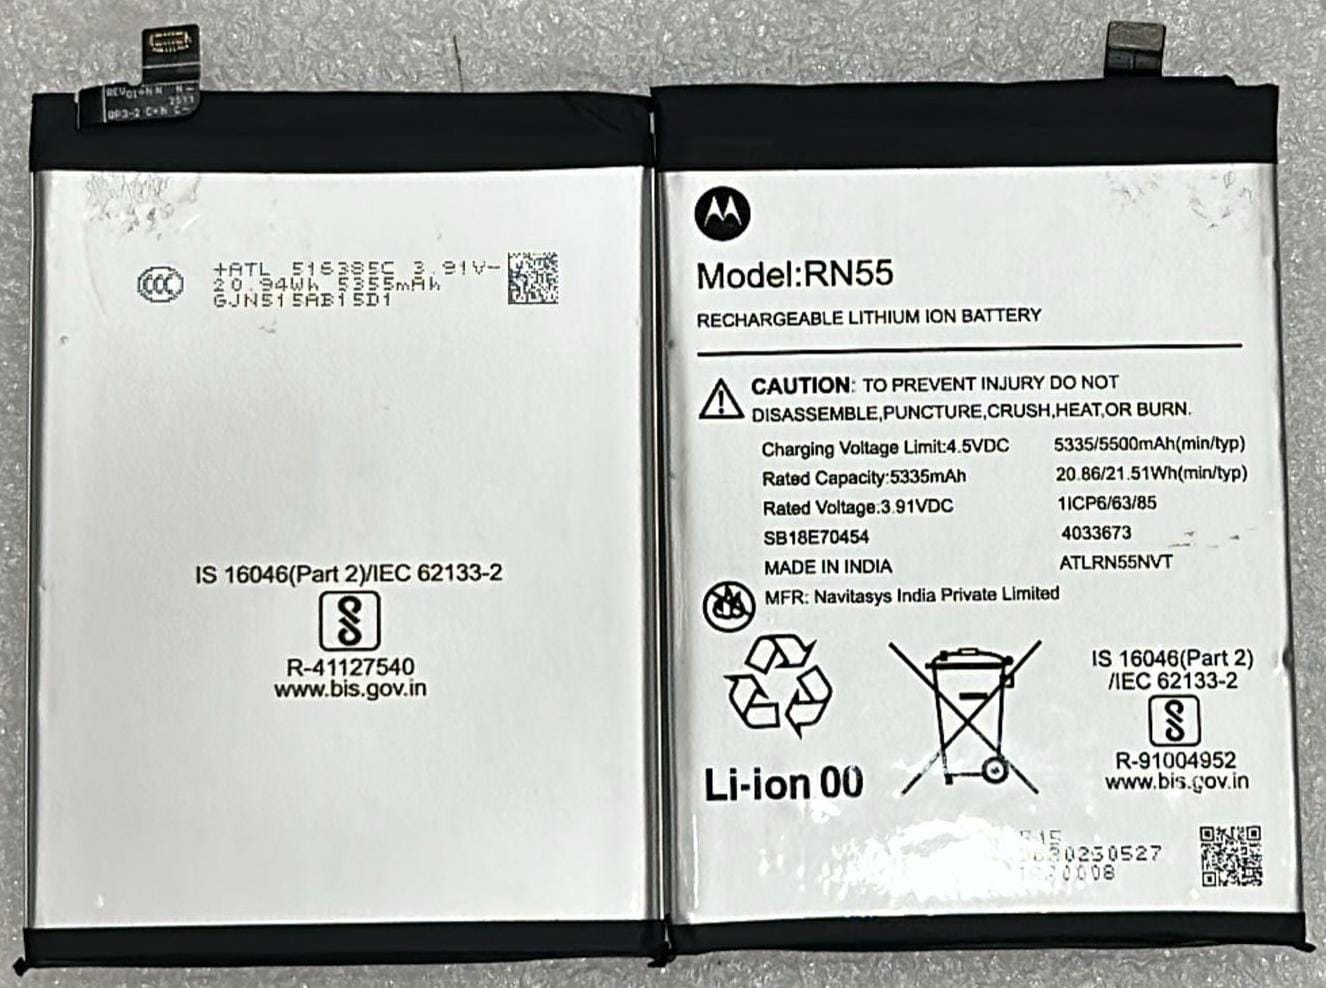 +ATL 516385C 3.91V-
20.94Wh 5355mAh
GJN515AB15D1
IS 16046(Part 2)/IEC 62133-2
R-41127540
www.bis.gov.in
Model:RN55
RECHARGEABLE LITHIUM ION BATTERY
CAUTION: TO PREVENT INJURY DO NOT
DISASSEMBLE,PUNCTURE,CRUSH,HEAT,OR BURN.
Charging Voltage Limit:4.5VDC 5335/5500mAh(min/typ)
Rated Capacity:5335mAh 20.86/21.51Wh(min/typ)
Rated Voltage:3.91VDC 1ICP6/63/85
SB18E70454 4033673
MADE IN INDIA ATLRN55NVT
MFR: Navitasys India Private Limited
IS 16046(Part 2)
/IEC 62133-2
R-91004952
www.bis.gov.in
Li-ion 00